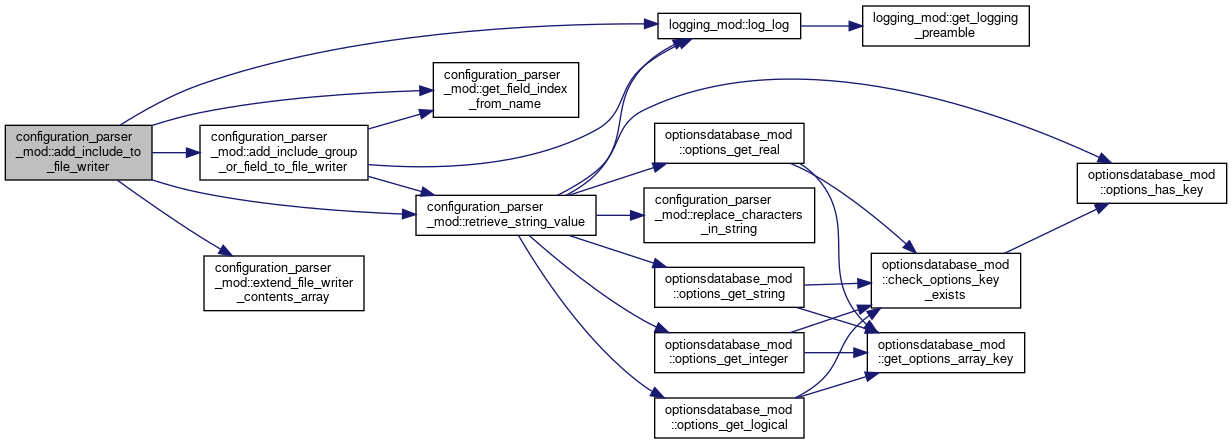 logging_mod::log_log
logging_mod::get_logging
_preamble
configuration_parser
_mod::get_field_index
_from_name
configuration_parser
_mod::add_include_to
_file_writer
configuration_parser
_mod::add_include_group
_or_field_to_file_writer
optionsdatabase_mod
::options_get_real
optionsdatabase_mod
::options_has_key
configuration_parser
_mod::retrieve_string_value
configuration_parser
_mod::replace_characters
_in_string
configuration_parser
_mod::extend_file_writer
_contents_array
optionsdatabase_mod
::options_get_string
optionsdatabase_mod
::check_options_key
_exists
optionsdatabase_mod
::options_get_integer
optionsdatabase_mod
::get_options_array_key
optionsdatabase_mod
::options_get_logical